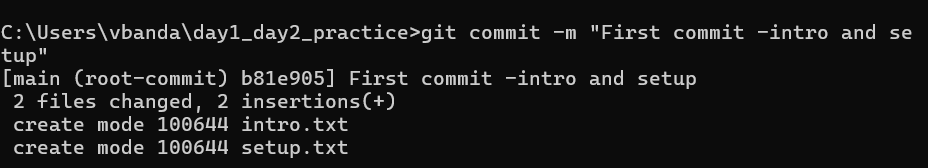 C:\Users\vbanda\day1_day2_practice>git commit -m "First commit -intro and se
tup"
[main (root-commit) b81e905] First commit -intro and setup
 2 files changed, 2 insertions(+)
 create mode 100644 intro.txt
 create mode 100644 setup.txt